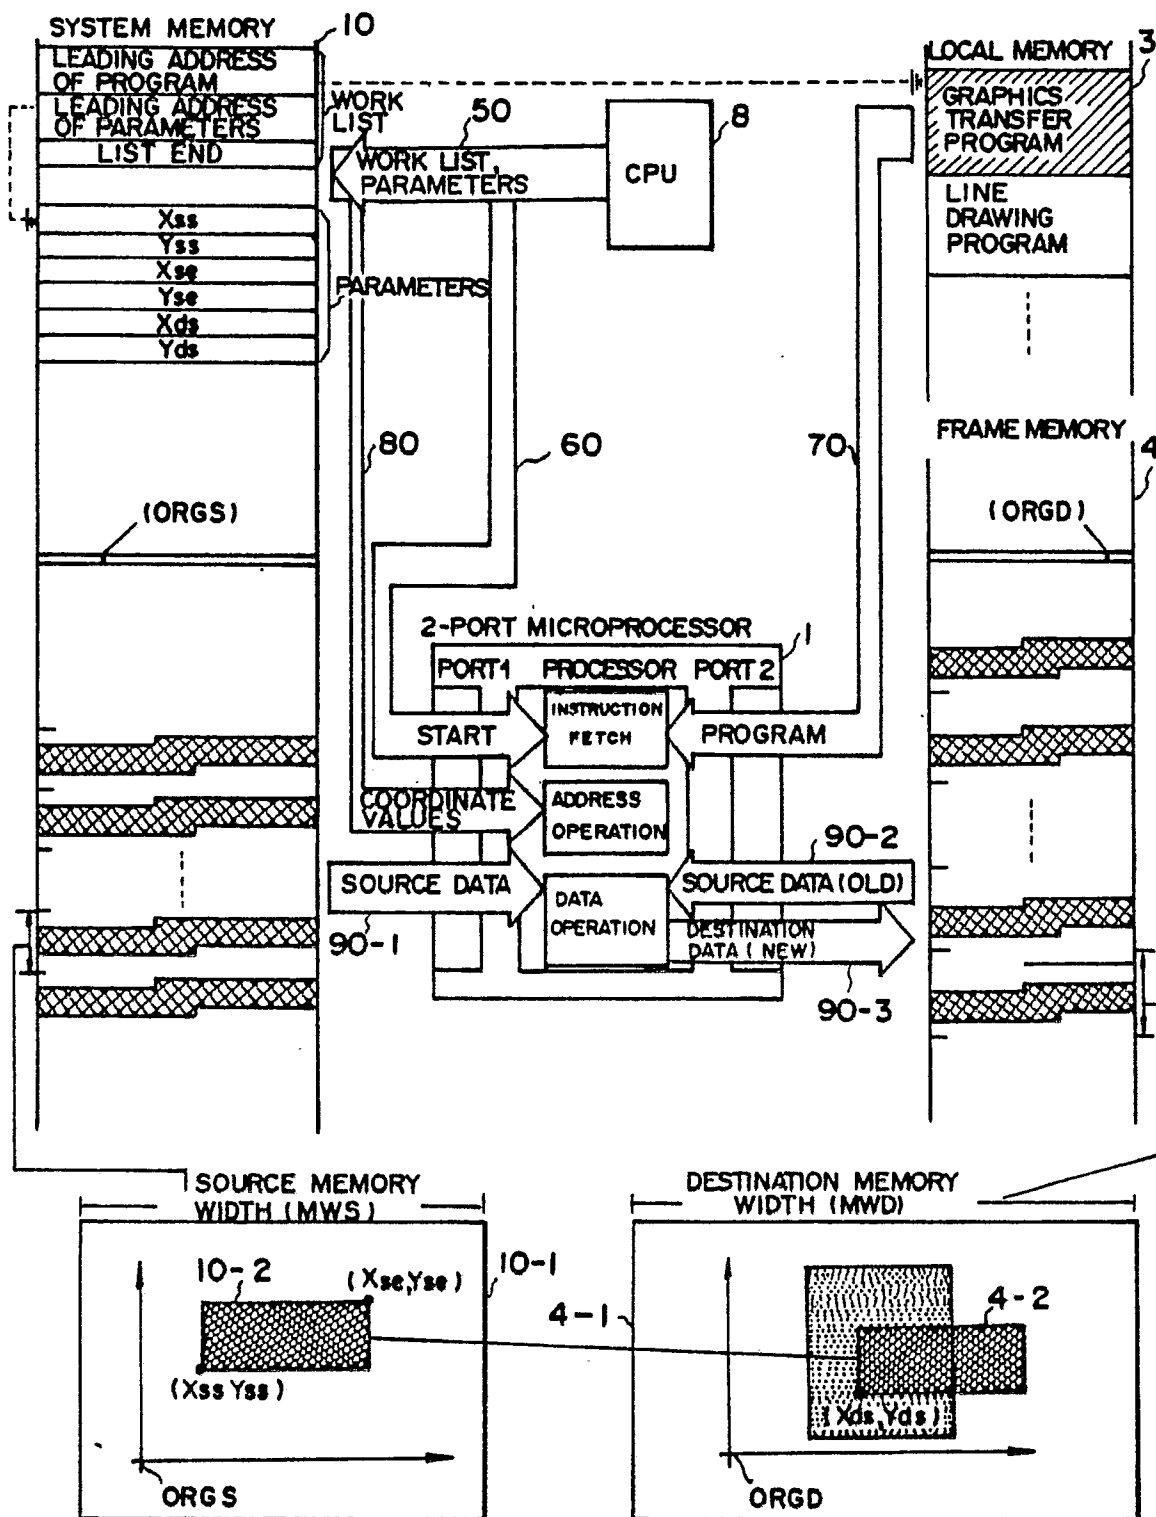 SYSTEM MEMORY
10
LEADING ADDRESS
OF PROGRAM
LEADING ADDRESS
OF PARAMETERS
LIST END
WORK
LIST
Xss
Yss
Xse
Yse
Xds
Yds
PARAMETERS
50
WORK LIST,
PARAMETERS
8
CPU
LOCAL MEMORY
3
GRAPHICS
TRANSFER
PROGRAM
LINE
DRAWING
PROGRAM
80
60
70
FRAME MEMORY
4
(ORGS)
(ORGD)
2-PORT MICROPROCESSOR
1
PORT1
PROCESSOR
PORT 2
START
INSTRUCTION
FETCH
PROGRAM
COORDINATE
VALUES
ADDRESS
OPERATION
90-2
SOURCE DATA
DATA
OPERATION
SOURCE DATA(OLD)
90-1
DESTINATION
DATA (NEW)
90-3
SOURCE MEMORY
WIDTH (MWS)
DESTINATION MEMORY
WIDTH (MWD)
10-2
(Xse,Yse)
10-1
(Xss Yss)
ORGS
4-1
4-2
(Xds,Yds)
ORGD